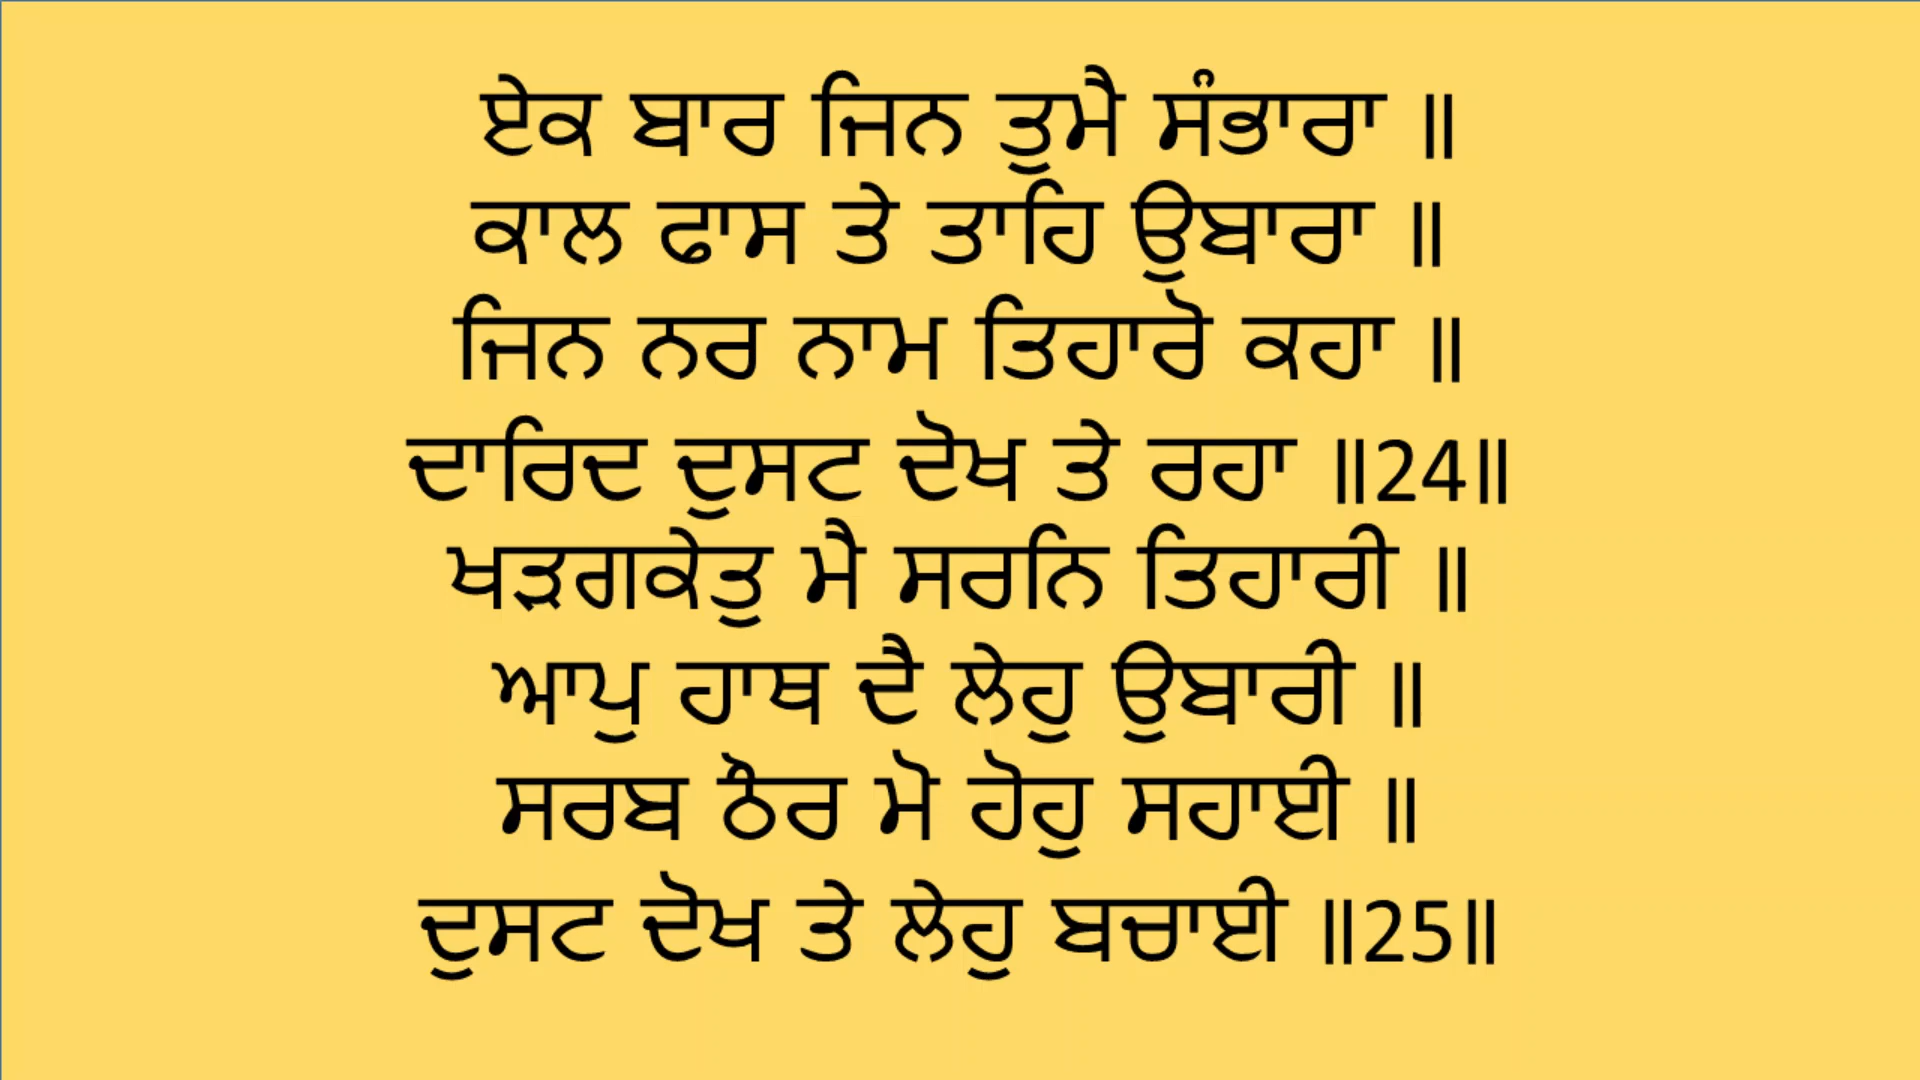 ਏਕ ਬਾਰ ਜਿਨ ਤੁਮੈ ਸੰਭਾਰਾ ॥
ਕਾਲ ਫਾਸ ਤੇ ਤਾਹਿ ਉਬਾਰਾ ॥
ਜਿਨ ਨਰ ਨਾਮ ਤਿਹਾਰੋ ਕਹਾ ॥
ਦਾਰਿਦ ਦੁਸਟ ਦੋਖ ਤੇ ਰਹਾ ॥24॥
ਖੜਗਕੇਤੁ ਮੈ ਸਰਨਿ ਤਿਹਾਰੀ ॥
ਆਪੁ ਹਾਥ ਦੈ ਲੇਹੁ ਉਬਾਰੀ ॥
ਸਰਬ ਠੌਰ ਮੋ ਹੋਹੁ ਸਹਾਈ ॥
ਦੁਸਟ ਦੋਖ ਤੇ ਲੇਹੁ ਬਚਾਈ ॥25॥